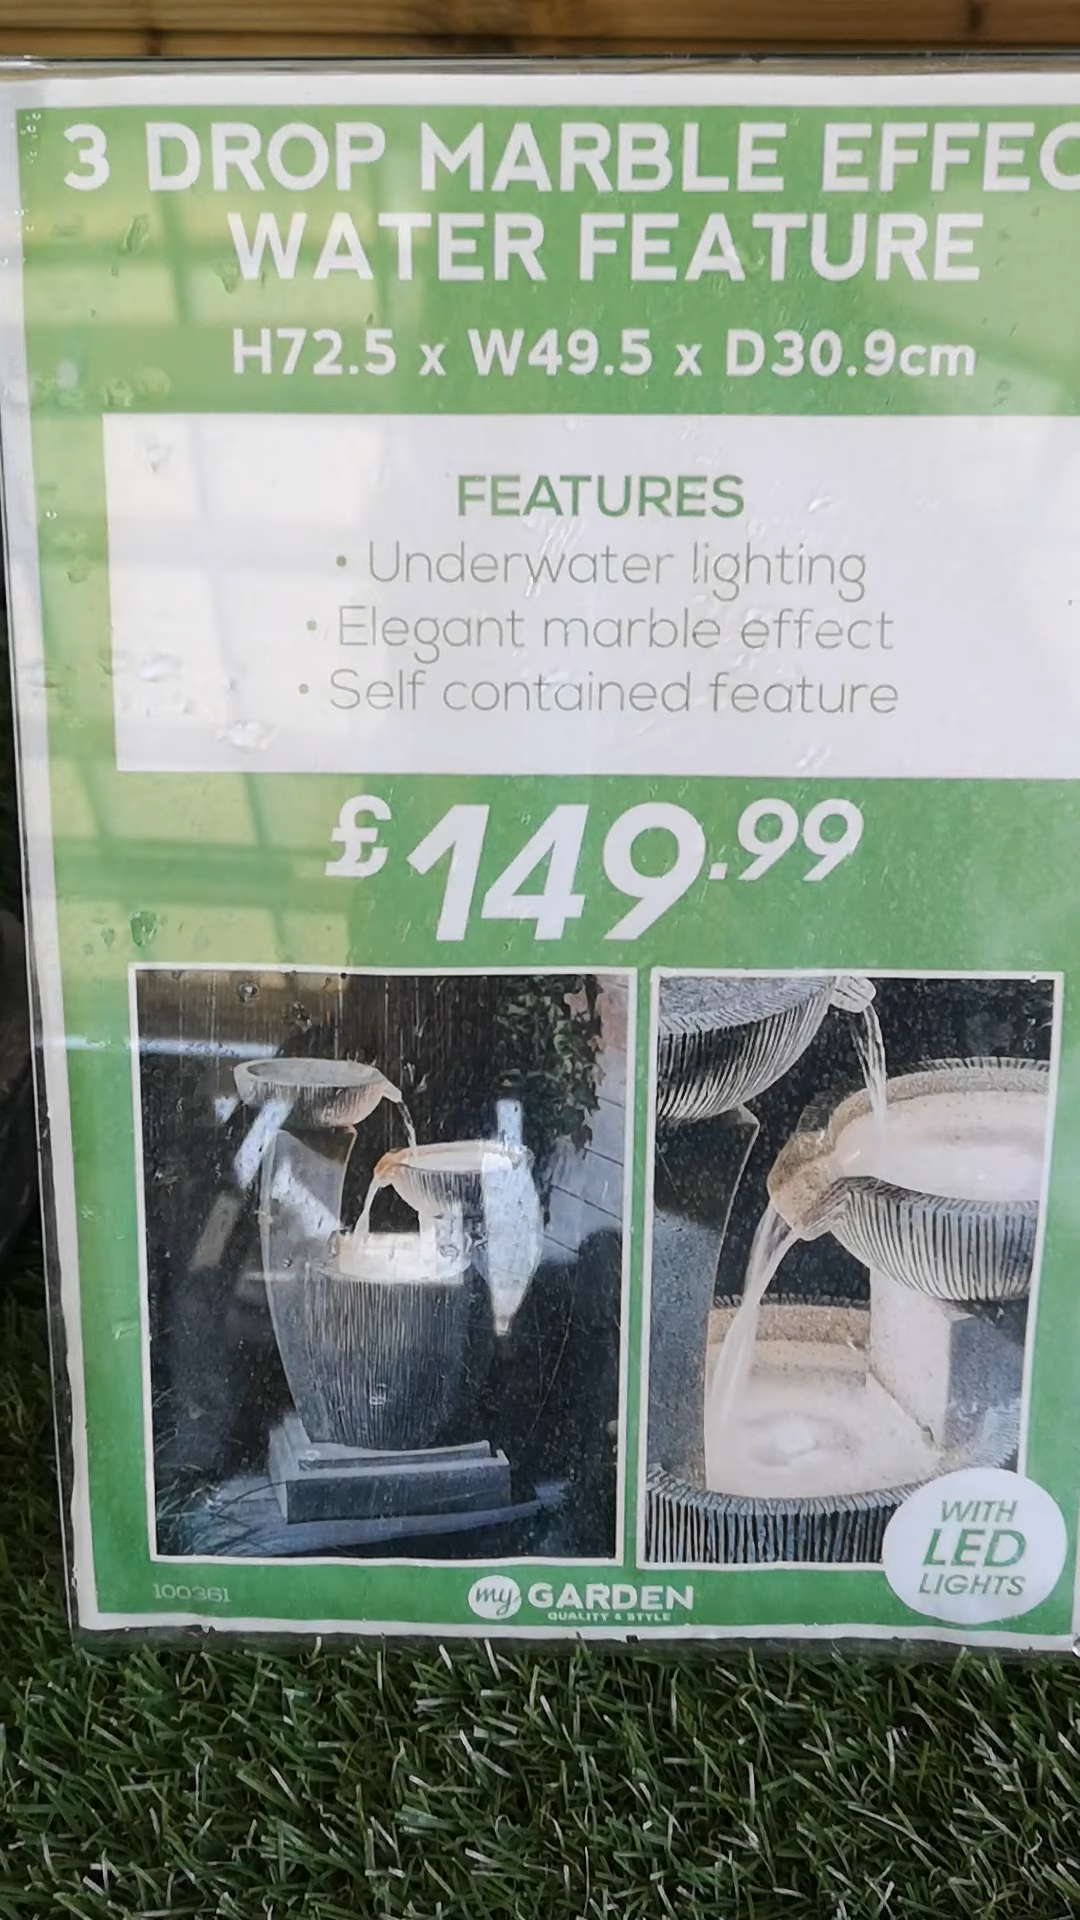 3 DROP MARBLE EFFEC
WATER FEATURE
H72.5 x W49.5 x D30.9cm
FEATURES
• Underwater lighting
• Elegant marble effect
• Self contained feature
£149.99
WITH
LED
LIGHTS
100361
my GARDEN
QUALITY & STYLE